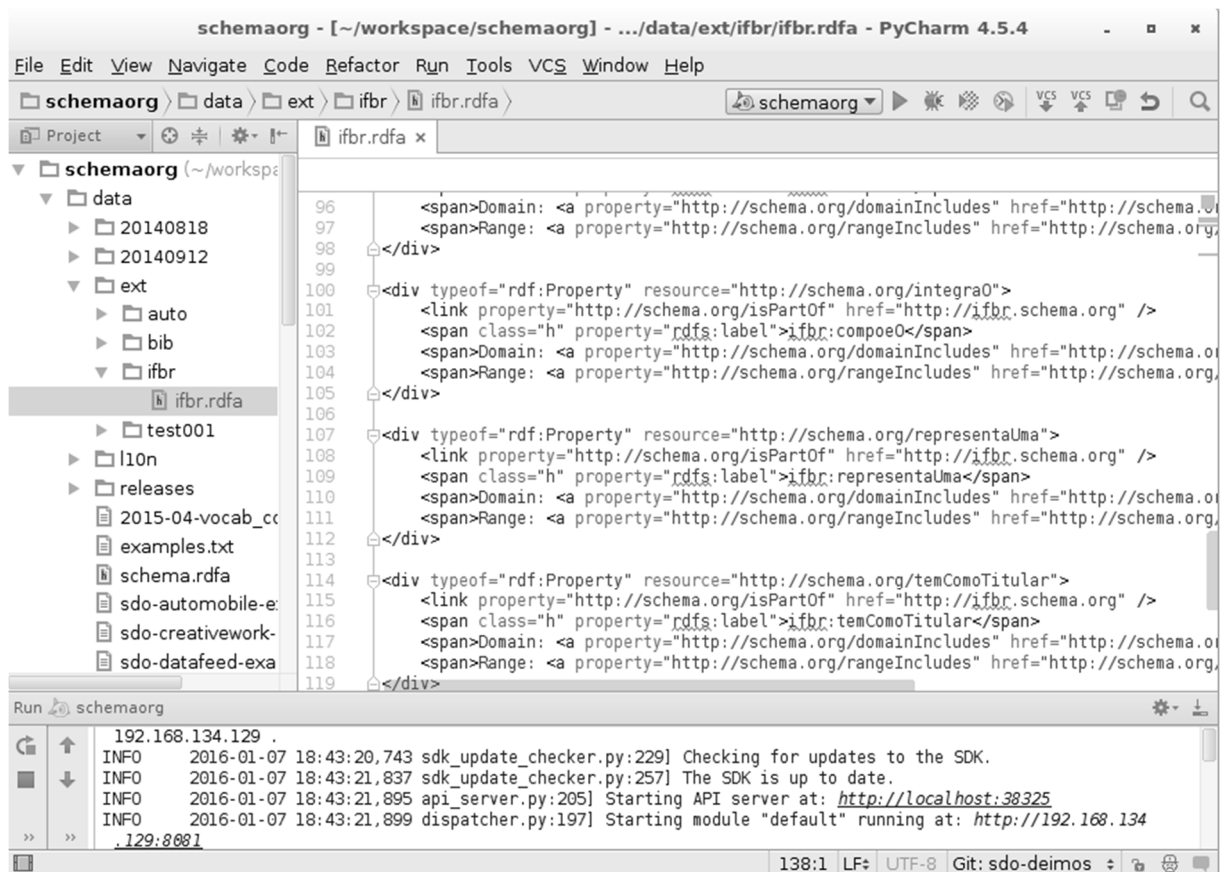 schemaorg - [~/workspace/schemaorg] - .../data/ext/ifbr/ifbr.rdfa - PyCharm 4.5.4
File Edit View Navigate Code Refactor Run Tools VCS Window Help
schemaorg data ext ifbr ifbr.rdfa schemaorg VCS VCS
Project ifbr.rdfa
schemaorg (~/workspa
data
20140818
20140912
ext
auto
bib
ifbr
ifbr.rdfa
test001
l10n
releases
2015-04-vocab_co
examples.txt
schema.rdfa
sdo-automobile-e
sdo-creativework-
sdo-datafeed-exa
96 <span>Domain: <a property="http://schema.org/domainIncludes" href="http://schema.o
97 <span>Range: <a property="http://schema.org/rangeIncludes" href="http://schema.org/
98 </div>
99
100 <div typeof="rdf:Property" resource="http://schema.org/integraO">
101 <link property="http://schema.org/isPartOf" href="http://ifbr.schema.org" />
102 <span class="h" property="rdfs:label">ifbr:compoeO</span>
103 <span>Domain: <a property="http://schema.org/domainIncludes" href="http://schema.o
104 <span>Range: <a property="http://schema.org/rangeIncludes" href="http://schema.org/
105 </div>
106
107 <div typeof="rdf:Property" resource="http://schema.org/representaUma">
108 <link property="http://schema.org/isPartOf" href="http://ifbr.schema.org" />
109 <span class="h" property="rdfs:label">ifbr:representaUma</span>
110 <span>Domain: <a property="http://schema.org/domainIncludes" href="http://schema.o
111 <span>Range: <a property="http://schema.org/rangeIncludes" href="http://schema.org/
112 </div>
113
114 <div typeof="rdf:Property" resource="http://schema.org/temComoTitular">
115 <link property="http://schema.org/isPartOf" href="http://ifbr.schema.org" />
116 <span class="h" property="rdfs:label">ifbr:temComoTitular</span>
117 <span>Domain: <a property="http://schema.org/domainIncludes" href="http://schema.o
118 <span>Range: <a property="http://schema.org/rangeIncludes" href="http://schema.org/
119 </div>
Run schemaorg
192.168.134.129 .
INFO 2016-01-07 18:43:20,743 sdk_update_checker.py:229] Checking for updates to the SDK.
INFO 2016-01-07 18:43:21,837 sdk_update_checker.py:257] The SDK is up to date.
INFO 2016-01-07 18:43:21,895 api_server.py:205] Starting API server at: http://localhost:38325
INFO 2016-01-07 18:43:21,899 dispatcher.py:197] Starting module "default" running at: http://192.168.134
.129:8081
138:1 LF UTF-8 Git: sdo-deimos